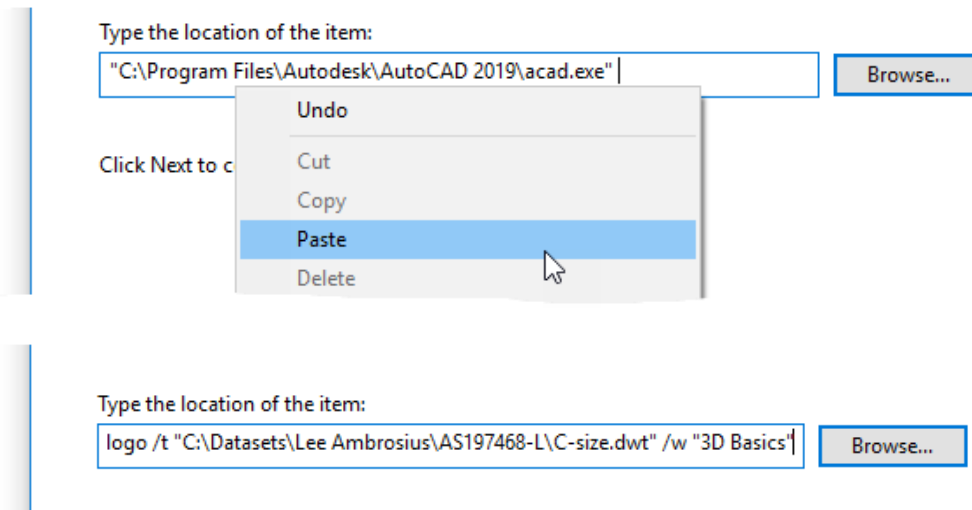 Type the location of the item:
"C:\Program Files\Autodesk\AutoCAD 2019\acad.exe"
Browse...
Undo
Click Next to c
Cut
Copy
Paste
Delete
Type the location of the item:
logo /t "C:\Datasets\Lee Ambrosius\AS197468-L\C-size.dwt" /w "3D Basics"
Browse...